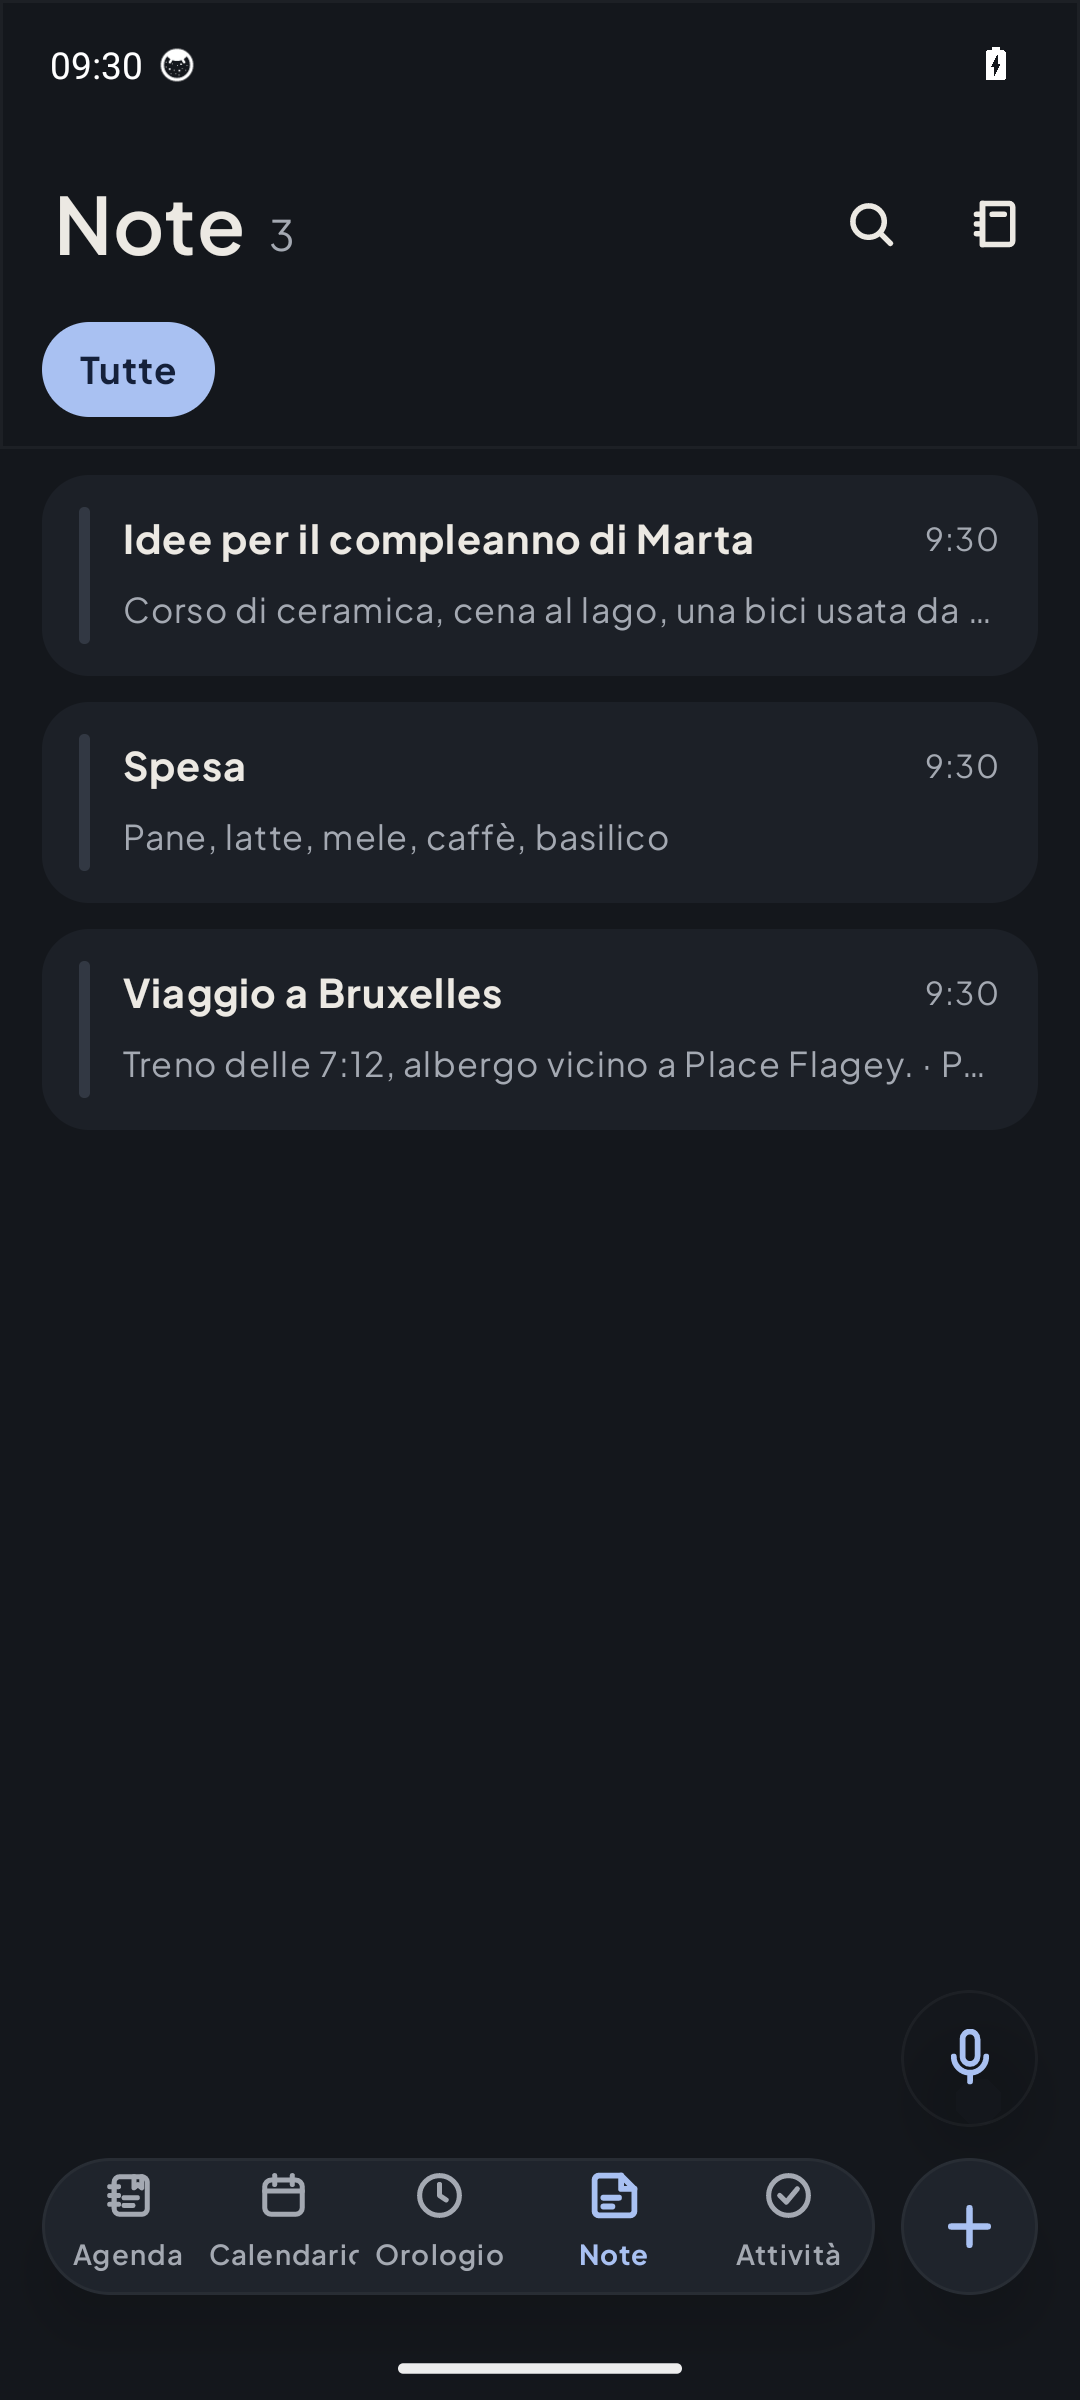 09:30
Note 3
Tutte
Idee per il compleanno di Marta 9:30
Corso di ceramica, cena al lago, una bici usata da ...
Spesa 9:30
Pane, latte, mele, caffè, basilico
Viaggio a Bruxelles 9:30
Treno delle 7:12, albergo vicino a Place Flagey. · P...
Agenda Calendaric Orologio Note Attività